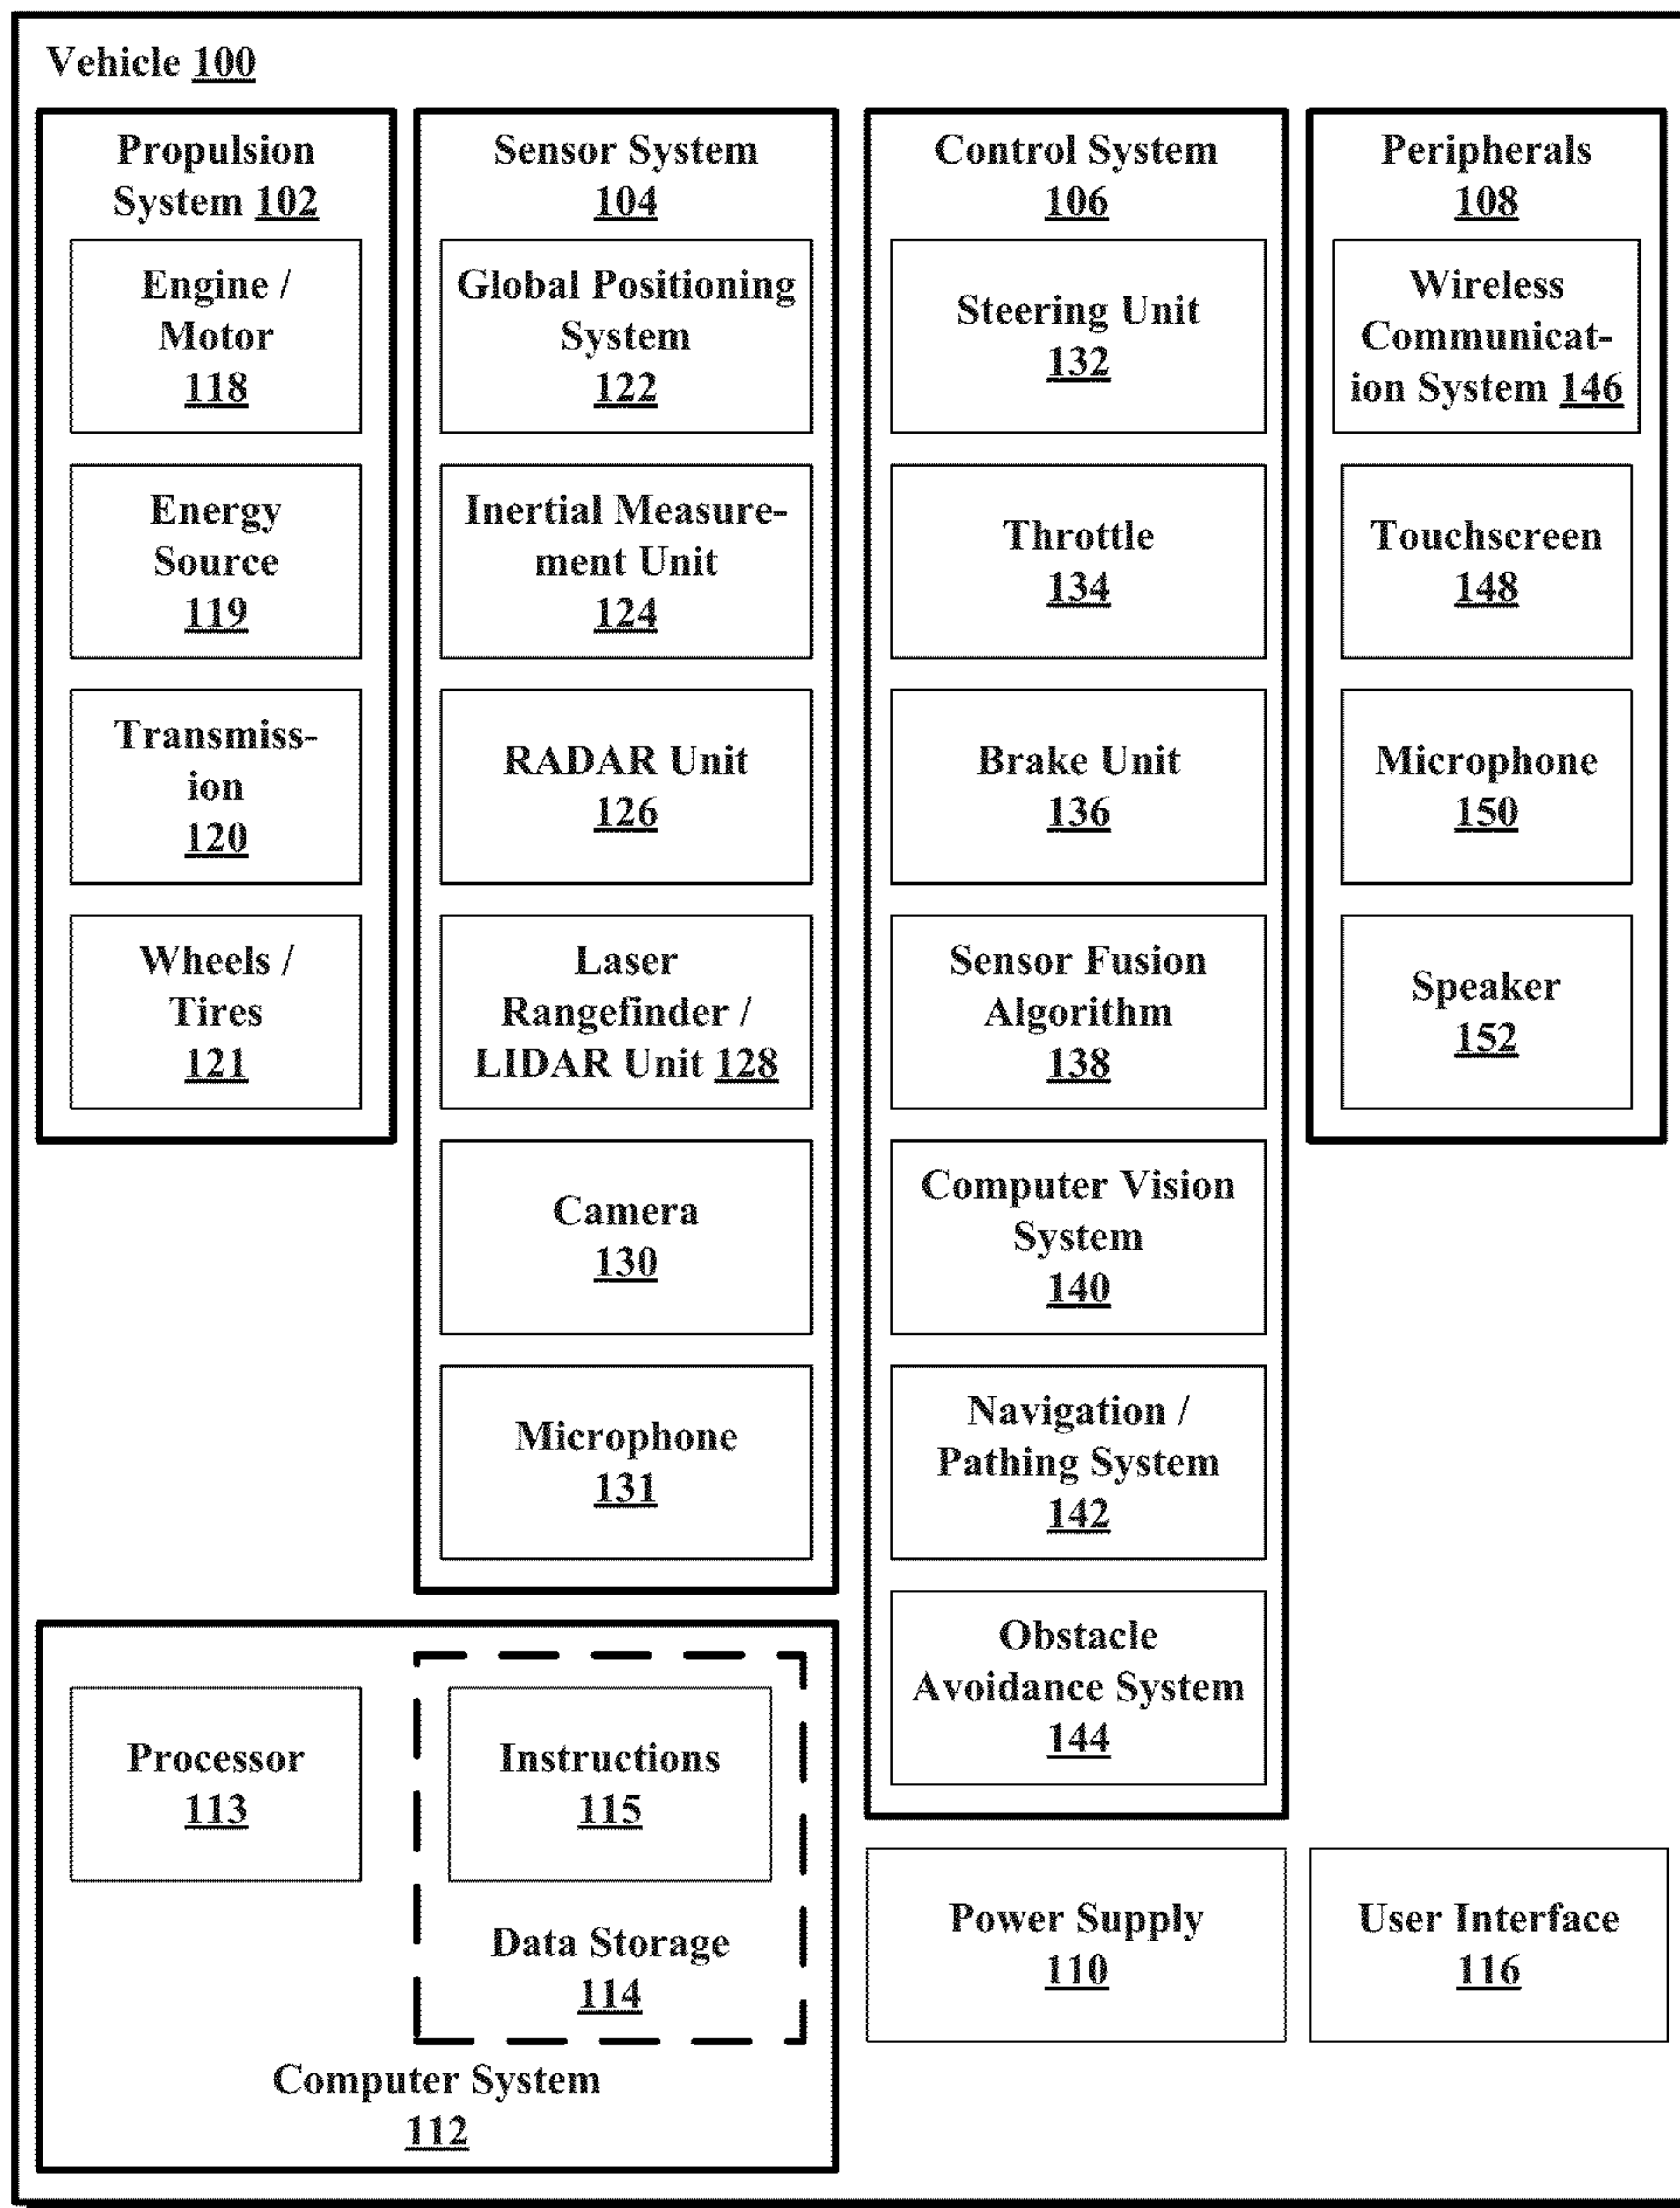 Vehicle 100
Propulsion
System 102
Engine /
Motor
118
Energy
Source
119
Transmiss-
ion
120
Wheels /
Tires
121
Sensor System
104
Global Positioning
System
122
Inertial Measure-
ment Unit
124
RADAR Unit
126
Laser
Rangefinder /
LIDAR Unit 128
Camera
130
Microphone
131
Control System
106
Steering Unit
132
Throttle
134
Brake Unit
136
Sensor Fusion
Algorithm
138
Computer Vision
System
140
Navigation /
Pathing System
142
Obstacle
Avoidance System
144
Peripherals
108
Wireless
Communicat-
ion System 146
Touchscreen
148
Microphone
150
Speaker
152
Processor
113
Instructions
115
Data Storage
114
Computer System
112
Power Supply
110
User Interface
116